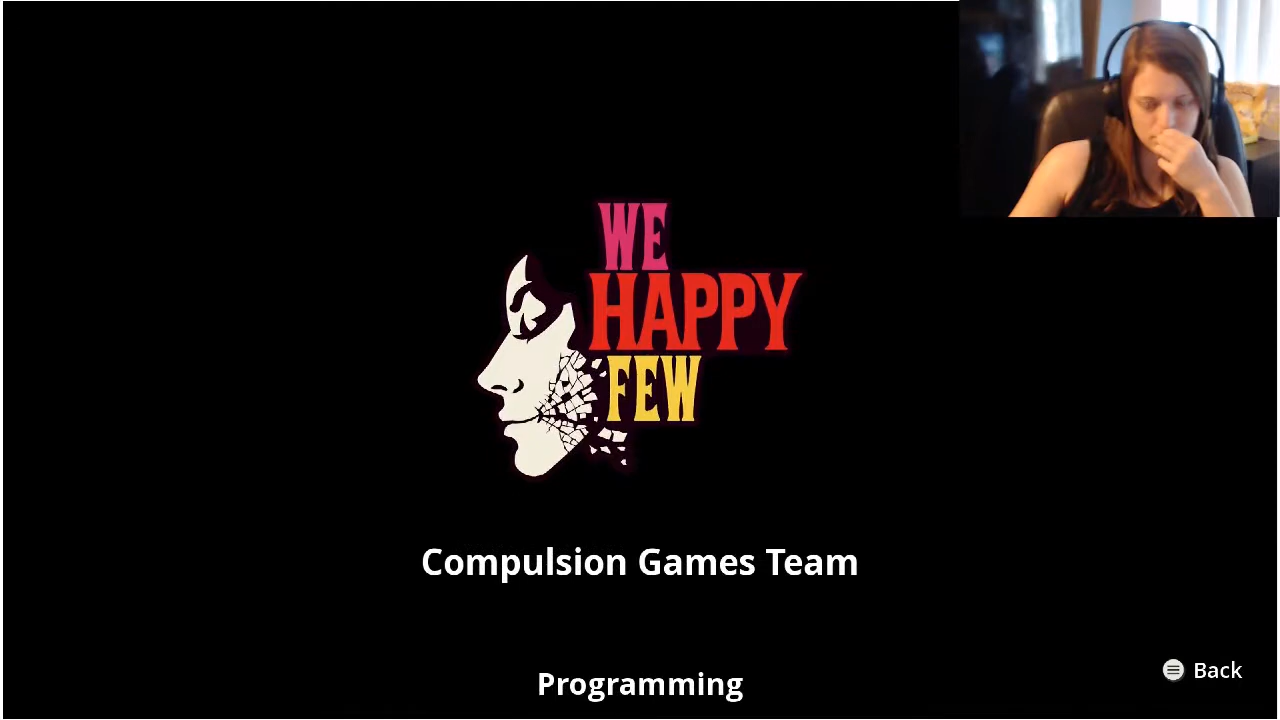 WE
HAPPY
FEW
Compulsion Games Team
Programming
Back